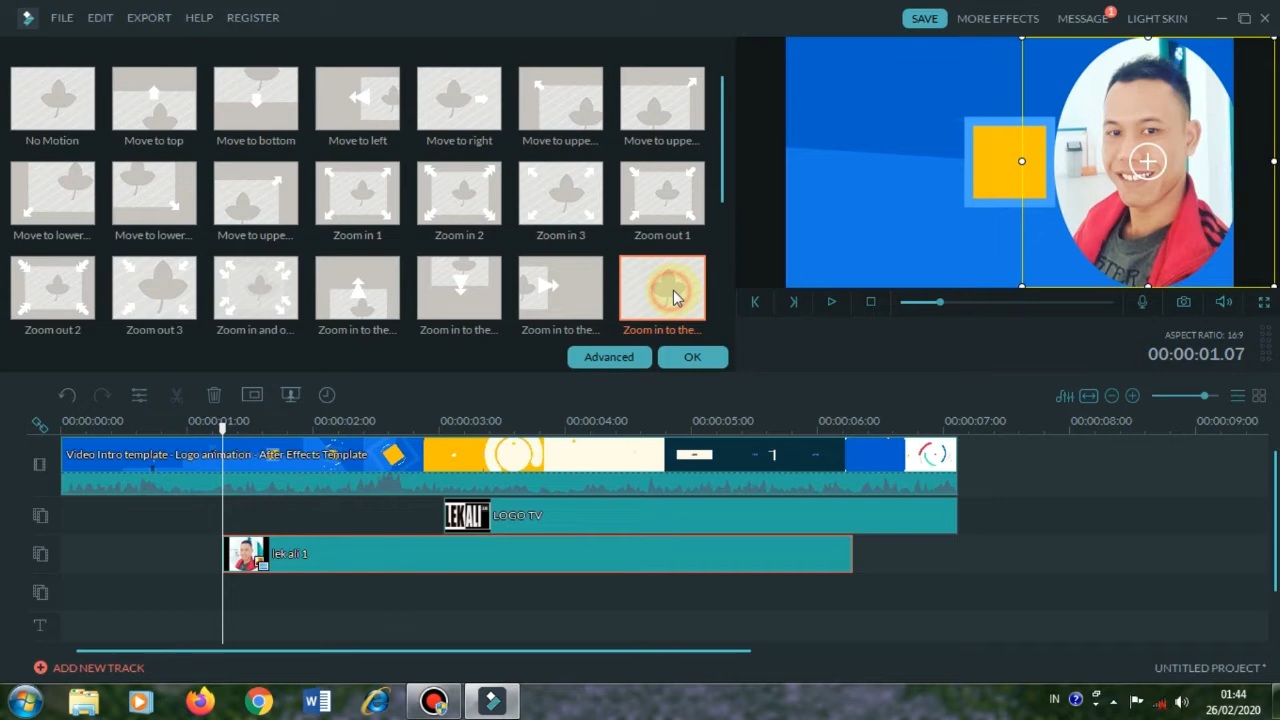 FILE EDIT EXPORT HELP REGISTER SAVE MORE EFFECTS MESSAGE 1 LIGHT SKIN
No Motion Move to top Move to bottom Move to left Move to right Move to uppe... Move to uppe...
Move to lower... Move to lower... Move to uppe... Zoom in 1 Zoom in 2 Zoom in 3 Zoom out 1
Zoom out 2 Zoom out 3 Zoom in and o... Zoom in to the... Zoom in to the... Zoom in to the... Zoom in to the...
Advanced OK
ASPECT RATIO: 16:9
00:00:01.07
00:00:00:00 00:00:01:00 00:00:02:00 00:00:03:00 00:00:04:00 00:00:05:00 00:00:06:00 00:00:07:00 00:00:08:00 00:00:09:00
Video Intro template - Logo animation - After Effects Template
LEKALI LOGO TV
lek ali 1
T
ADD NEW TRACK UNTITLED PROJECT *
IN 01:44
26/02/2020